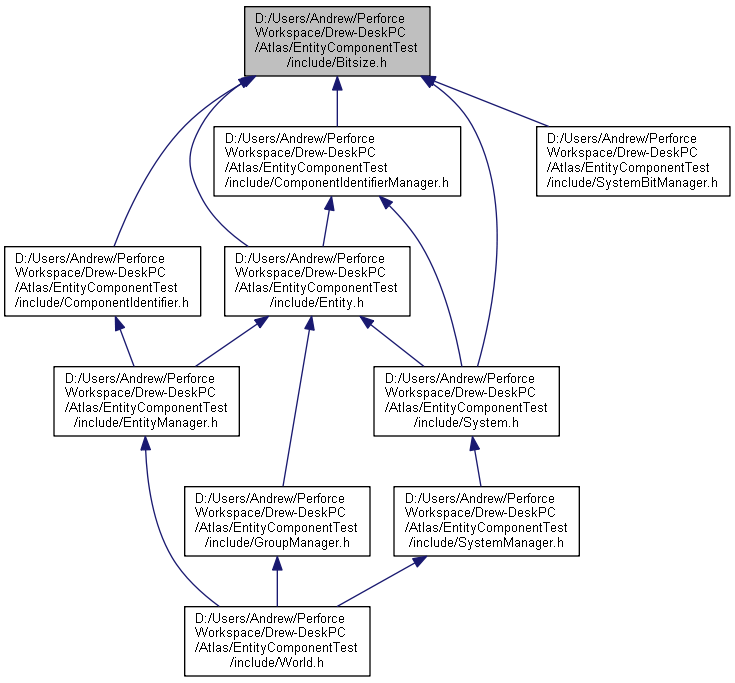 D:/Users/Andrew/Perforce
Workspace/Drew-DeskPC
/Atlas/EntityComponentTest
/include/Bitsize.h
D:/Users/Andrew/Perforce
Workspace/Drew-DeskPC
/Atlas/EntityComponentTest
/include/ComponentIdentifierManager.h
D:/Users/Andrew/Perforce
Workspace/Drew-DeskPC
/Atlas/EntityComponentTest
/include/SystemBitManager.h
D:/Users/Andrew/Perforce
Workspace/Drew-DeskPC
/Atlas/EntityComponentTest
/include/ComponentIdentifier.h
D:/Users/Andrew/Perforce
Workspace/Drew-DeskPC
/Atlas/EntityComponentTest
/include/Entity.h
D:/Users/Andrew/Perforce
Workspace/Drew-DeskPC
/Atlas/EntityComponentTest
/include/EntityManager.h
D:/Users/Andrew/Perforce
Workspace/Drew-DeskPC
/Atlas/EntityComponentTest
/include/System.h
D:/Users/Andrew/Perforce
Workspace/Drew-DeskPC
/Atlas/EntityComponentTest
/include/GroupManager.h
D:/Users/Andrew/Perforce
Workspace/Drew-DeskPC
/Atlas/EntityComponentTest
/include/SystemManager.h
D:/Users/Andrew/Perforce
Workspace/Drew-DeskPC
/Atlas/EntityComponentTest
/include/World.h